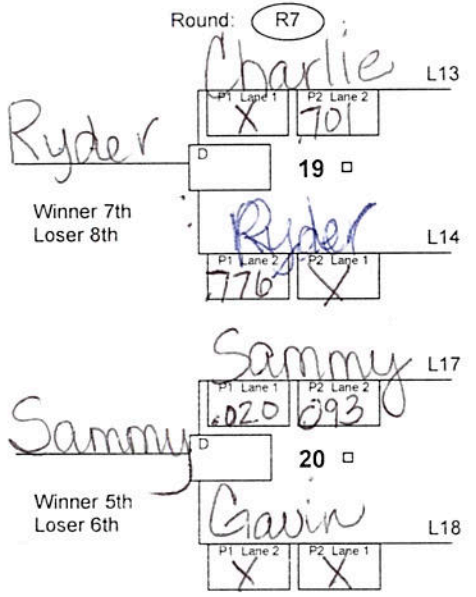 Round: R7
Charlie L13
P1 Lane 1 P2 Lane 2
X .701
Ryder
D
19
Winner 7th
Loser 8th
Ryder L14
P1 Lane 2 P2 Lane 1
.776 X
Sammy L17
P1 Lane 1 P2 Lane 2
.020 .093
Sammy
D
20
Winner 5th
Loser 6th
Gavin L18
P1 Lane 2 P2 Lane 1
X X